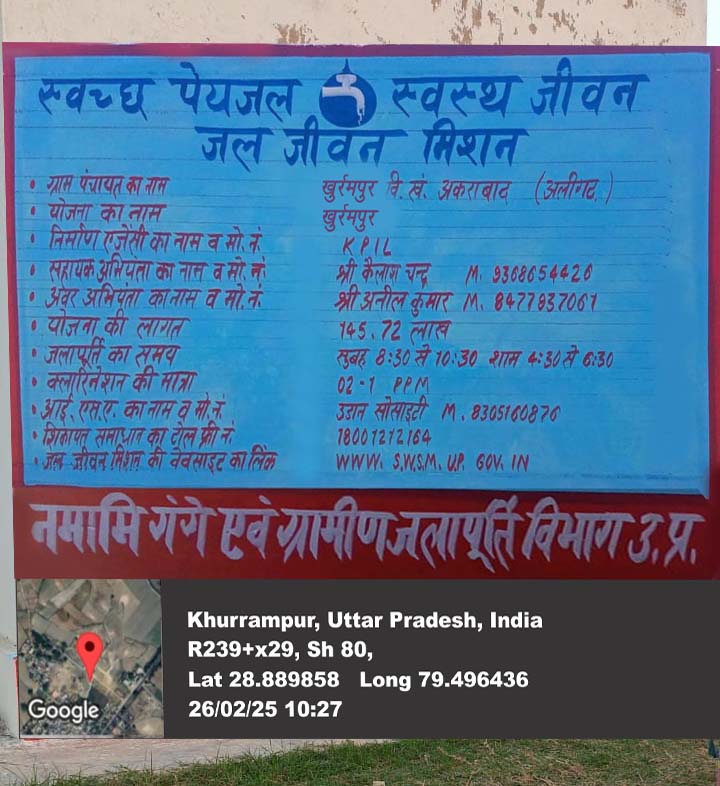 स्वच्छ पेयजल स्वस्थ जीवन
जल जीवन मिशन
• ग्राम पंचायत का नाम खुर्रमपुर वि. खं. अकराबाद (अलीगढ़)
• योजना का नाम खुर्रमपुर
• निर्माण एजेंसी का नाम व मो. नं. KPIL
• सहायक अभियंता का नाम व मो. नं. श्री कैलाश चन्द्र M. 9368654426
• अवर अभियंता का नाम व मो. नं. श्री अनील कुमार M. 8477937061
• योजना की लागत 145.72 लाख
• जलापूर्ति का समय सुबह 8:30 से 10:30 शाम 4:30 से 6:30
• क्लोरिनेशन की मात्रा 02-1 PPM
• आई. एस. ए. का नाम व मो. नं. उडान सोसाइटी M. 8305160876
• शिकायत समाधान का टोल फ्री नं. 18001212164
• जल जीवन मिशन की वेबसाइट का लिंक WWW. S.W.S.M. U.P. GOV. IN
नमामि गंगे एवं ग्रामीण जलापूर्ति विभाग उ. प्र.
Khurrampur, Uttar Pradesh, India
R239+x29, Sh 80,
Lat 28.889858 Long 79.496436
26/02/25 10:27
Google